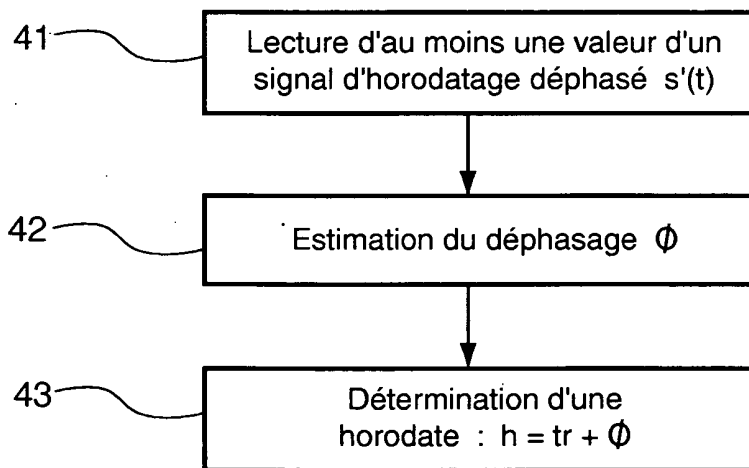 41
Lecture d'au moins une valeur d'un
signal d'horodatage déphasé s'(t)
42
Estimation du déphasage ϕ
43
Détermination d'une
horodate : h = tr + ϕ